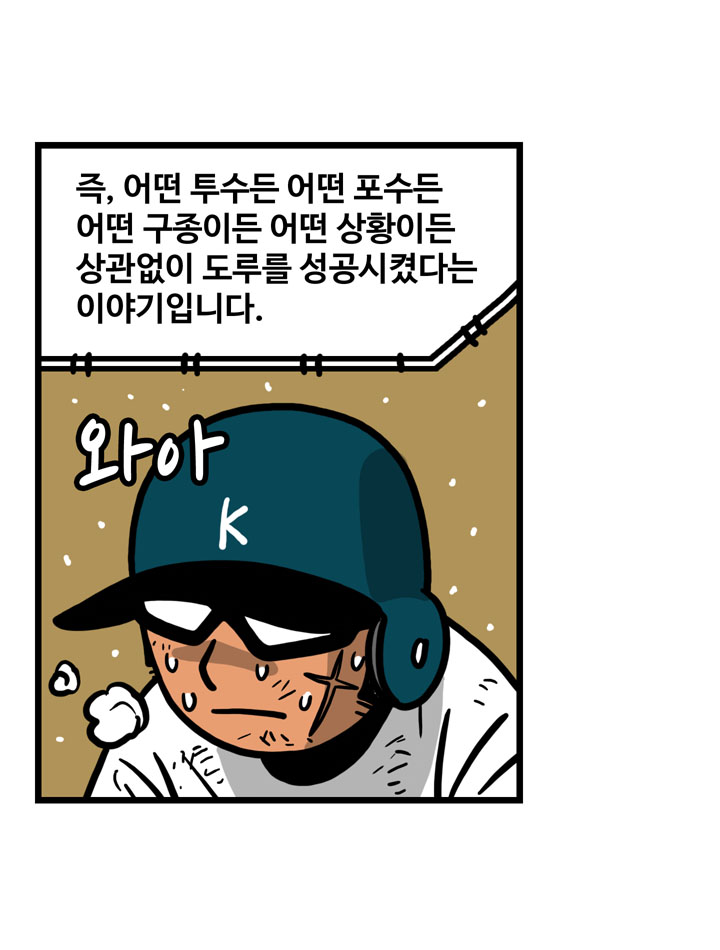 즉, 어떤 투수든 어떤 포수든
어떤 구종이든 어떤 상황이든
상관없이 도루를 성공시켰다는
이야기입니다.
와아
K